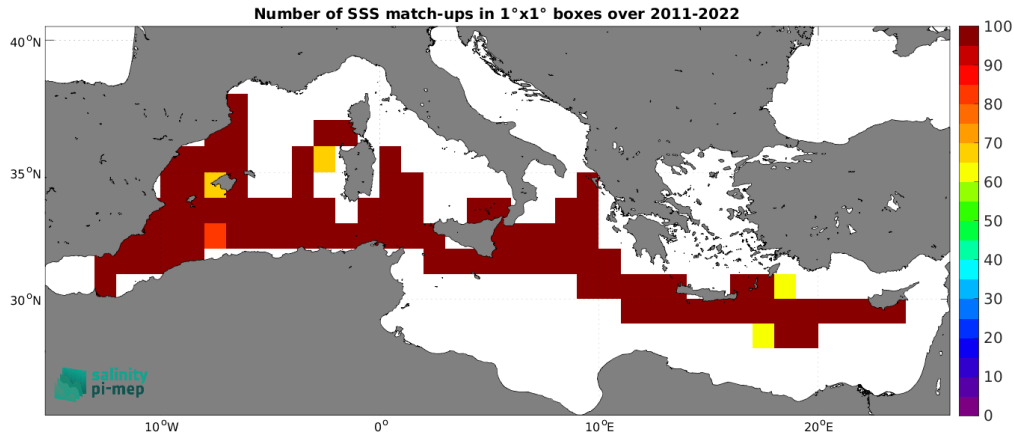 Number of SSS match-ups in 1°x1° boxes over 2011-2022
40°N
35°N
30°N
10°W
0°
10°E
20°E
100
90
80
70
60
50
40
30
20
10
0
salinity
pi-mep